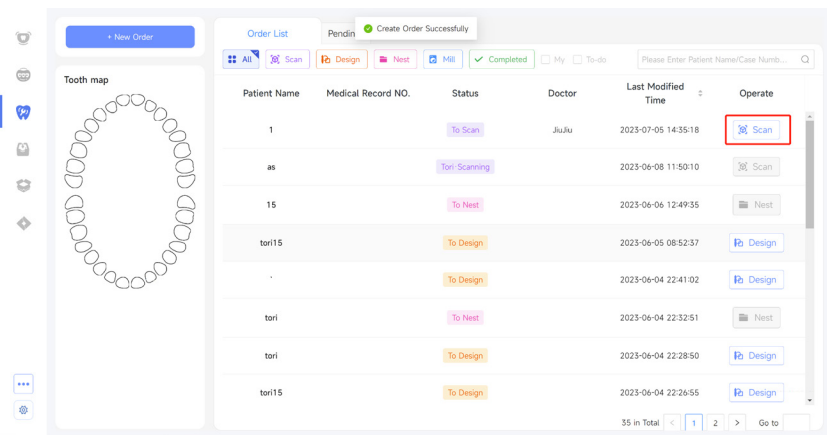 + New Order
Tooth map
Order List
Pendin
Create Order Successfully
All
Scan
Design
Nest
Mill
Completed
My
To-do
Please Enter Patient Name/Case Numb...
Patient Name
Medical Record NO.
Status
Doctor
Last Modified
Time
Operate
1
To Scan
JiuJiu
2023-07-05 14:35:18
Scan
as
Tori-Scanning
2023-06-08 11:50:10
Scan
15
To Nest
2023-06-06 12:49:35
Nest
tori15
To Design
2023-06-05 08:52:37
Design
To Design
2023-06-04 22:41:02
Design
tori
To Nest
2023-06-04 22:32:51
Nest
tori
To Design
2023-06-04 22:28:50
Design
tori15
To Design
2023-06-04 22:26:55
Design
35 in Total
<
1
2
>
Go to